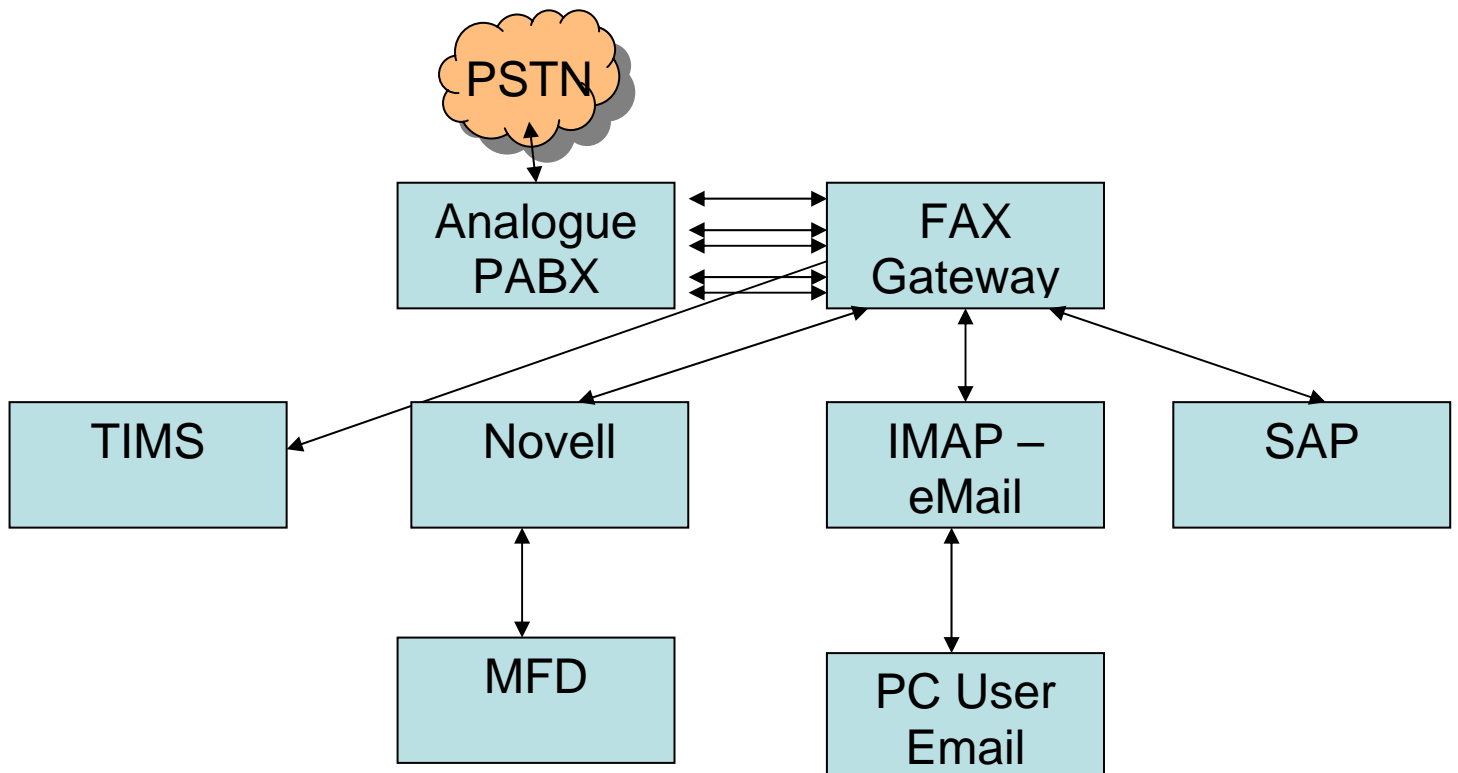 PSTN
Analogue
PABX
FAX
Gateway
TIMS
Novell
IMAP –
eMail
SAP
MFD
PC User
Email